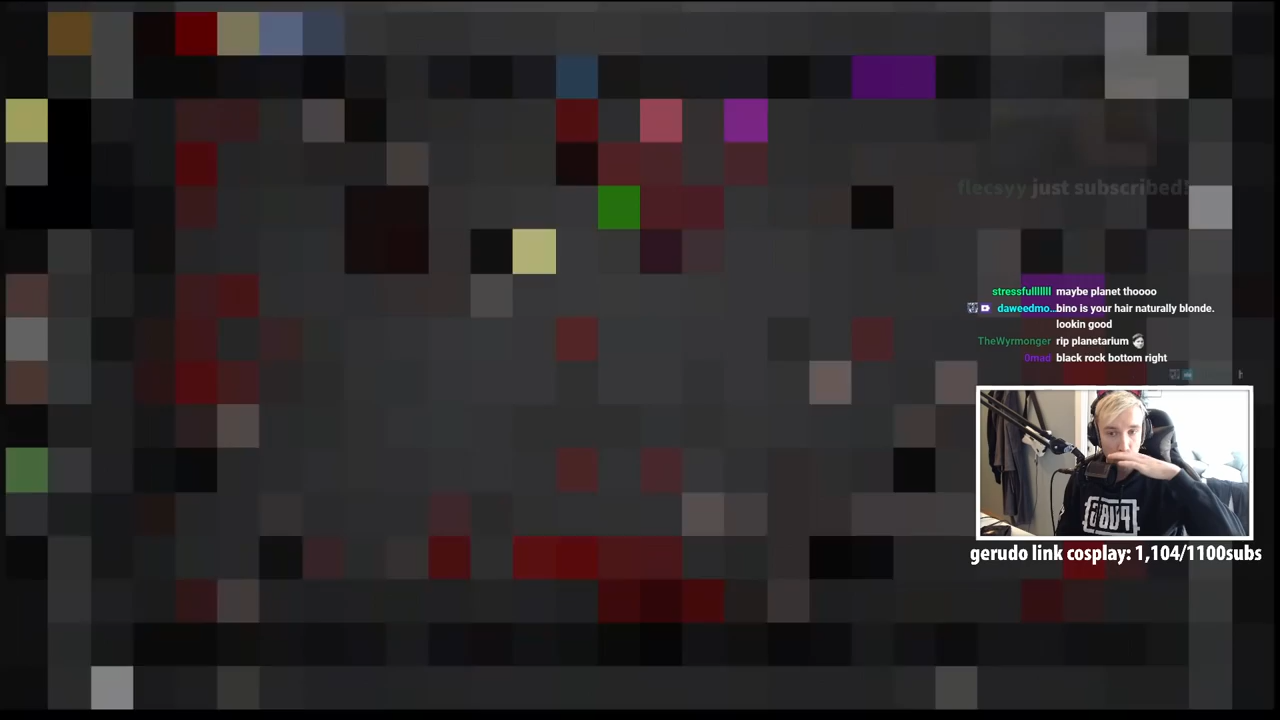 flecsyy just subscribed!
stressfulllllll maybe planet thoooo
daweedmo... bino is your hair naturally blonde.
lookin good
TheWyrmonger rip planetarium
0mad black rock bottom right
gerudo link cosplay: 1,104/1100subs